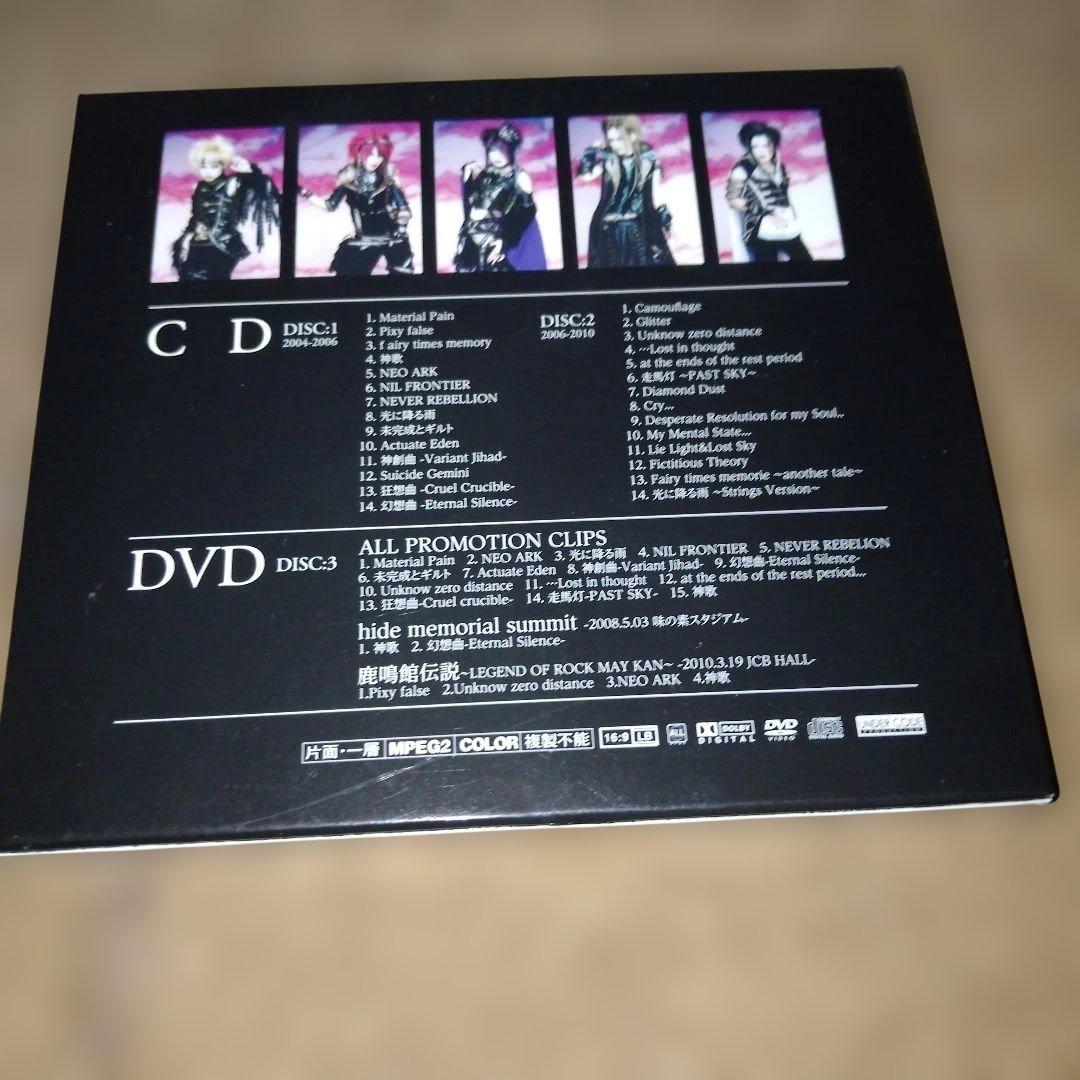 C D
DISC:1
2004-2006
1. Material Pain
2. Pixy false
3. f airy times memory
4. 神歌
5. NEO ARK
6. NIL FRONTIER
7. NEVER REBELLION
8. 光に降る雨
9. 未完成とギルト
10. Actuate Eden
11. 神創曲 -Variant Jihad-
12. Suicide Gemini
13. 狂想曲 -Cruel Crucible-
14. 幻想曲 -Eternal Silence-
DISC:2
2006-2010
1. Camouflage
2. Glitter
3. Unknow zero distance
4. …Lost in thought
5. at the ends of the rest period
6. 走馬灯 ~PAST SKY~
7. Diamond Dust
8. Cry...
9. Desperate Resolution for my Soul..
10. My Mental State...
11. Lie Light&Lost Sky
12. Fictitious Theory
13. Fairy times memorie ~another tale~
14. 光に降る雨 ~Strings Version~
DVD DISC:3
ALL PROMOTION CLIPS
1. Material Pain 2. NEO ARK 3. 光に降る雨 4. NIL FRONTIER 5. NEVER REBELION
6. 未完成とギルト 7. Actuate Eden 8. 神創曲-Variant Jihad- 9. 幻想曲-Eternal Silence-
10. Unknow zero distance 11. …Lost in thought 12. at the ends of the rest period...
13. 狂想曲-Cruel crucible- 14. 走馬灯-PAST SKY- 15. 神歌
hide memorial summit -2008.5.03 味の素スタジアム-
1. 神歌 2. 幻想曲-Eternal Silence-
鹿鳴館伝説~LEGEND OF ROCK MAY KAN~ -2010.3.19 JCB HALL-
1.Pixy false 2.Unknow zero distance 3.NEO ARK 4.神歌
片面・一層 MPEG2 COLOR 複製不能 16:9 LB ALL DOLBY DIGITAL DVD VIDEO COMPACT disc DIGITAL AUDIO UNDER CODE PRODUCTION